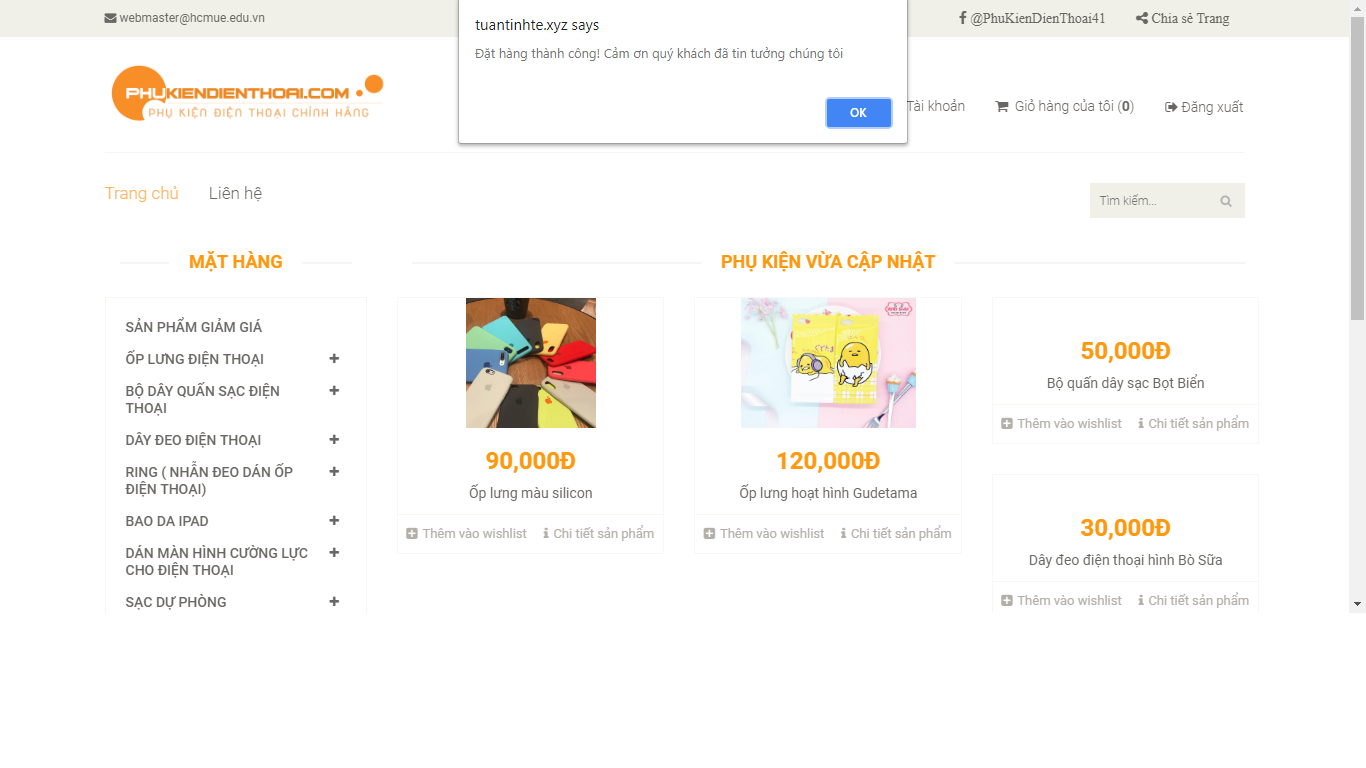 webmaster@hcmue.edu.vn
tuantinhte.xyz says
Đặt hàng thành công! Cảm ơn quý khách đã tin tưởng chúng tôi
OK
@PhuKienDienThoai41
Chia sẽ Trang
PHUKIENDIENTHOAI.COM
PHỤ KIỆN ĐIỆN THOẠI CHÍNH HÃNG
Tài khoản
Giỏ hàng của tôi (0)
Đăng xuất
Trang chủ
Liên hệ
Tìm kiếm...
MẶT HÀNG
PHỤ KIỆN VỪA CẬP NHẬT
SẢN PHẨM GIẢM GIÁ
ỐP LƯNG ĐIỆN THOẠI
BỘ DÂY QUẤN SẠC ĐIỆN
THOẠI
DÂY ĐEO ĐIỆN THOẠI
RING ( NHẪN ĐEO DÁN ỐP
ĐIỆN THOẠI)
BAO DA IPAD
DÁN MÀN HÌNH CƯỜNG LỰC
CHO ĐIỆN THOẠI
SẠC DỰ PHÒNG
90,000Đ
Ốp lưng màu silicon
Thêm vào wishlist
Chi tiết sản phẩm
120,000Đ
Ốp lưng hoạt hình Gudetama
Thêm vào wishlist
Chi tiết sản phẩm
50,000Đ
Bộ quấn dây sạc Bọt Biển
Thêm vào wishlist
Chi tiết sản phẩm
30,000Đ
Dây đeo điện thoại hình Bò Sữa
Thêm vào wishlist
Chi tiết sản phẩm